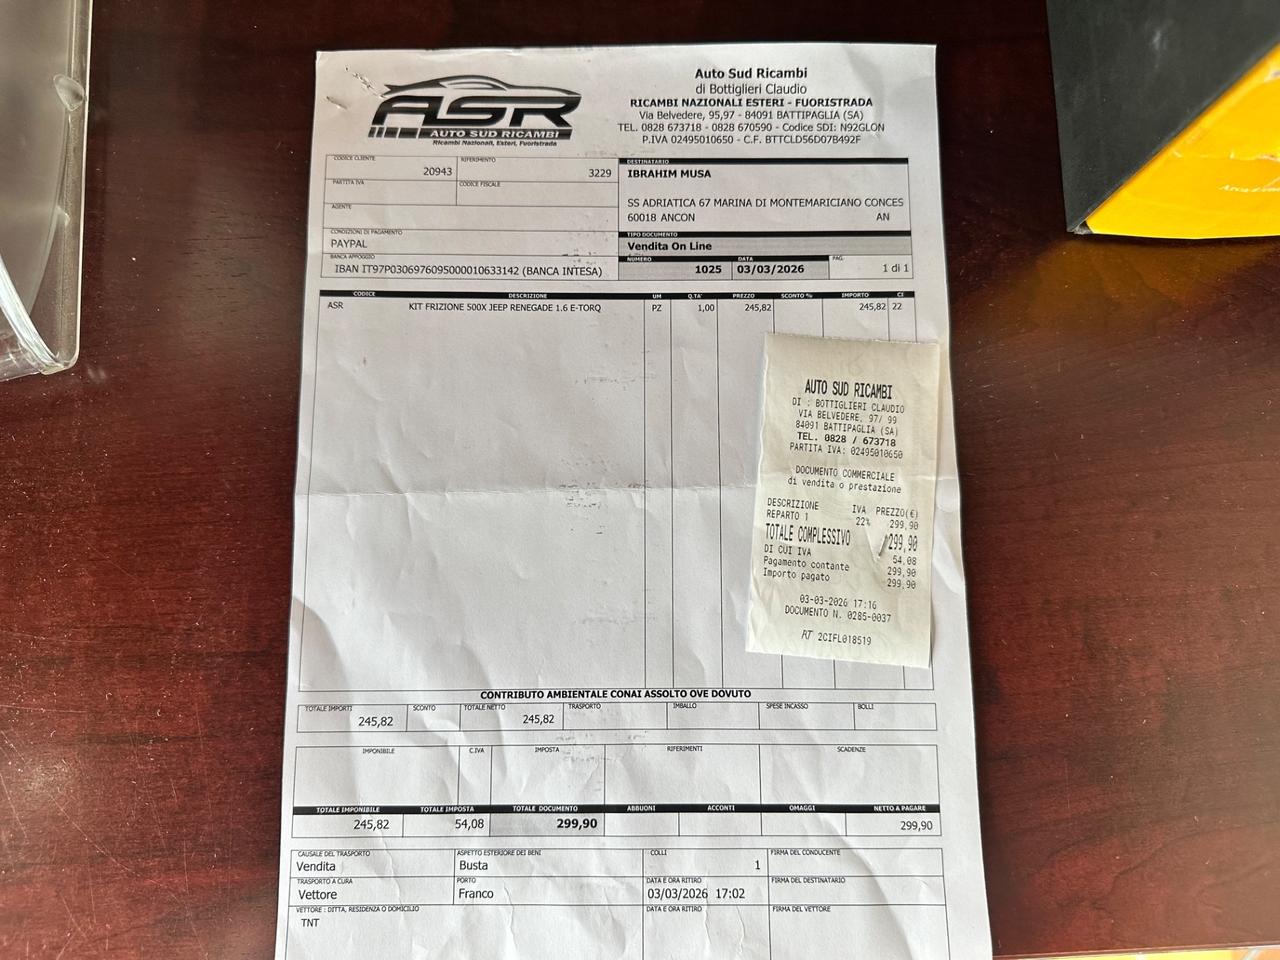 ASR
AUTO SUD RICAMBI
Ricambi Nazionali, Esteri, Fuoristrada
Auto Sud Ricambi
di Bottiglieri Claudio
RICAMBI NAZIONALI ESTERI - FUORISTRADA
Via Belvedere, 95,97 - 84091 BATTIPAGLIA (SA)
TEL. 0828 673718 - 0828 670590 - Codice SDI: N92GLON
P.IVA 02495010650 - C.F. BTTCLD56D07B492F
CODICE CLIENTE RIFERIMENTO
20943 3229
PARTITA IVA CODICE FISCALE
AGENTE
CONDIZIONI DI PAGAMENTO
PAYPAL
BANCA APPOGGIO
IBAN IT97P0306976095000010633142 (BANCA INTESA)
DESTINATARIO
IBRAHIM MUSA
SS ADRIATICA 67 MARINA DI MONTEMARICIANO CONCES
60018 ANCON AN
TIPO DOCUMENTO
Vendita On Line
NUMERO DATA PAG.
1025 03/03/2026 1 di 1
CODICE DESCRIZIONE UM Q.TA' PREZZO SCONTO % IMPORTO CI
ASR KIT FRIZIONE 500X JEEP RENEGADE 1.6 E-TORQ PZ 1,00 245,82 245,82 22
AUTO SUD RICAMBI
DI : BOTTIGLIERI CLAUDIO
VIA BELVEDERE, 97/ 99
84091 BATTIPAGLIA (SA)
TEL. 0828 / 673718
PARTITA IVA: 02495010650
DOCUMENTO COMMERCIALE
di vendita o prestazione
DESCRIZIONE IVA PREZZO(€)
REPARTO 1 22% 299,90
TOTALE COMPLESSIVO 299,90
DI CUI IVA 54,08
Pagamento contante 299,90
Importo pagato 299,90
03-03-2026 17:16
DOCUMENTO N. 0285-0037
RT 2CIFL018519
CONTRIBUTO AMBIENTALE CONAI ASSOLTO OVE DOVUTO
TOTALE IMPORTI SCONTO TOTALE NETTO TRASPORTO IMBALLO SPESE INCASSO BOLLI
245,82 245,82
IMPONIBILE C.IVA IMPOSTA RIFERIMENTI SCADENZE
TOTALE IMPONIBILE TOTALE IMPOSTA TOTALE DOCUMENTO ABBUONI ACCONTI OMAGGI NETTO A PAGARE
245,82 54,08 299,90 299,90
CAUSALE DEL TRASPORTO ASPETTO ESTERIORE DEI BENI COLLI FIRMA DEL CONDUCENTE
Vendita Busta 1
TRASPORTO A CURA PORTO DATA E ORA RITIRO FIRMA DEL DESTINATARIO
Vettore Franco 03/03/2026 17:02
VETTORE : DITTA, RESIDENZA O DOMICILIO DATA E ORA RITIRO FIRMA DEL VETTORE
TNT